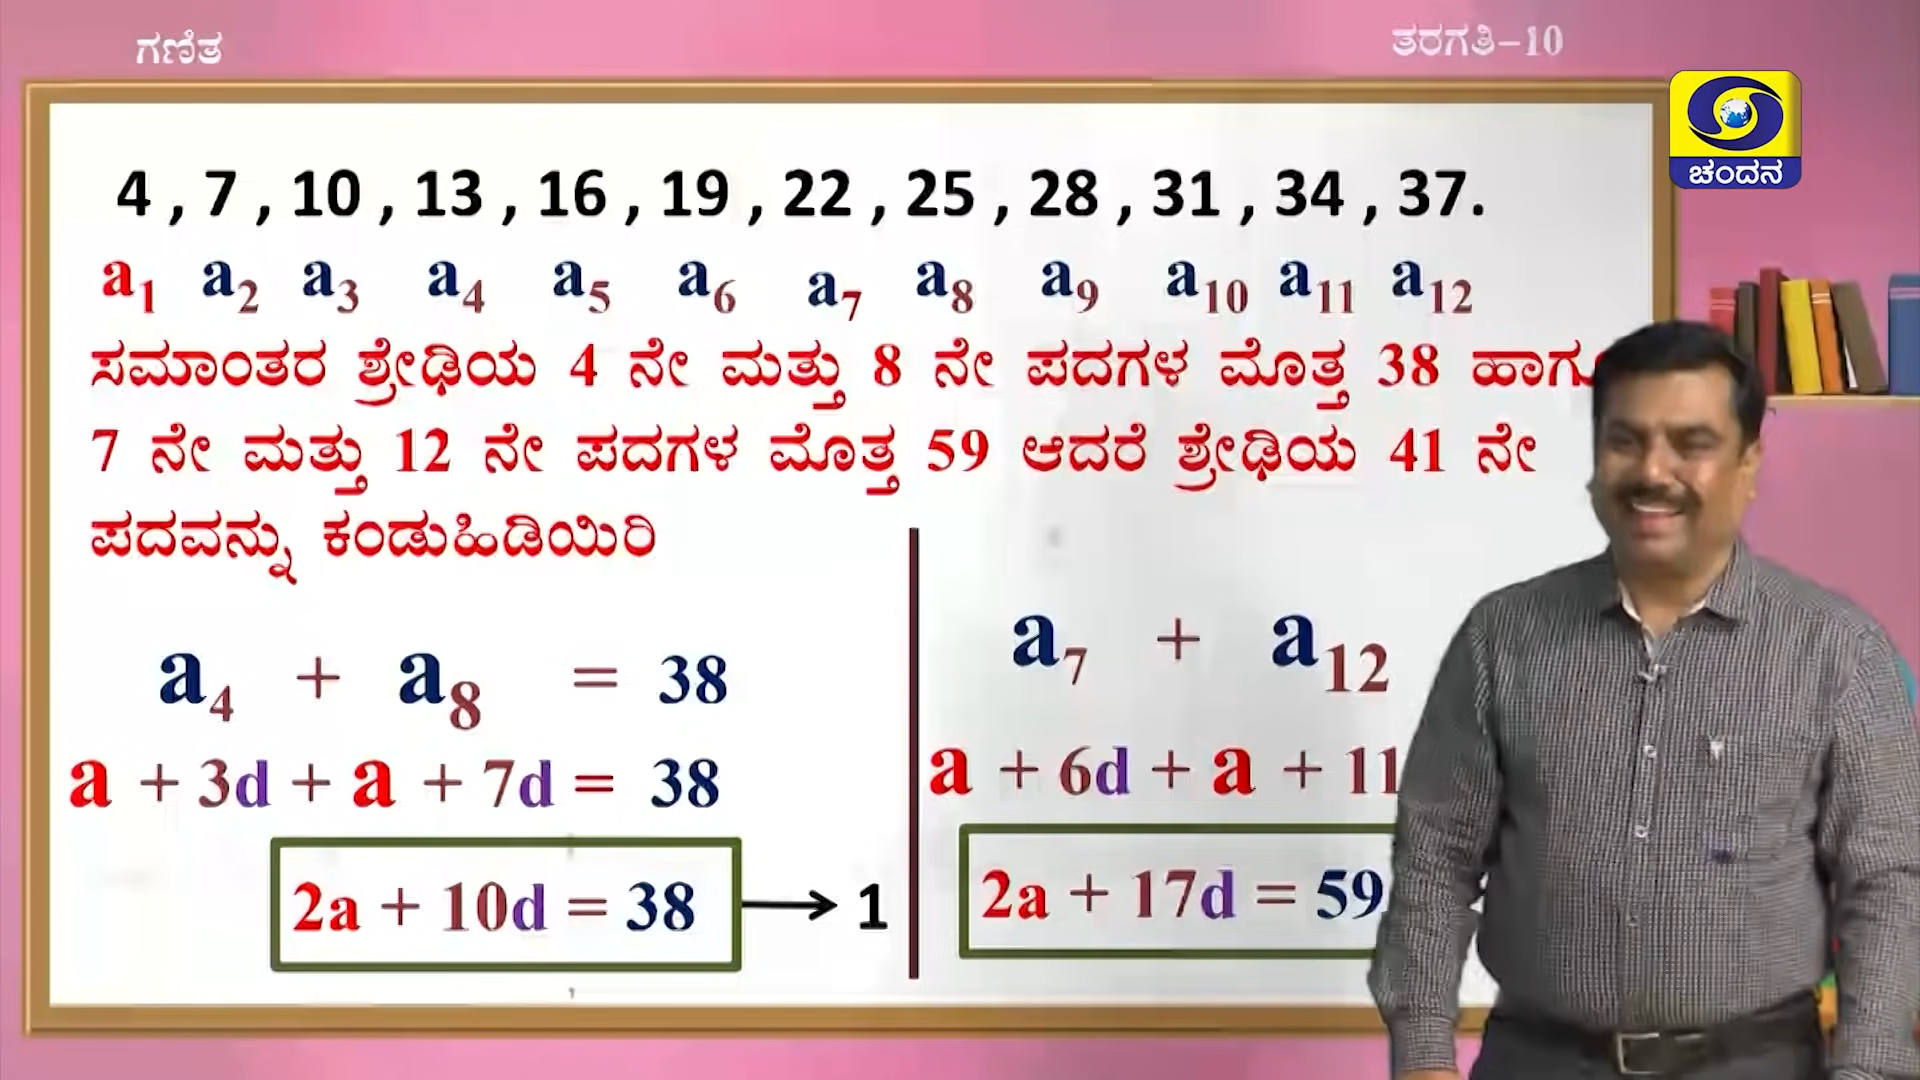 ಗಣಿತ
ತರಗತಿ-10
ಚಂದನ
4 , 7 , 10 , 13 , 16 , 19 , 22 , 25 , 28 , 31 , 34 , 37.
a1 a2 a3 a4 a5 a6 a7 a8 a9 a10 a11 a12
ಸಮಾಂತರ ಶ್ರೇಢಿಯ 4 ನೇ ಮತ್ತು 8 ನೇ ಪದಗಳ ಮೊತ್ತ 38
7 ನೇ ಮತ್ತು 12 ನೇ ಪದಗಳ ಮೊತ್ತ 59 ಆದರೆ ಶ್ರೇಢಿಯ 41 ನೇ
ಪದವನ್ನು ಕಂಡುಹಿಡಿಯಿರಿ
a4 + a8 = 38
a + 3d + a + 7d = 38
2a + 10d = 38 → 1
a7 + a12
a + 6d + a + 11
2a + 17d = 59